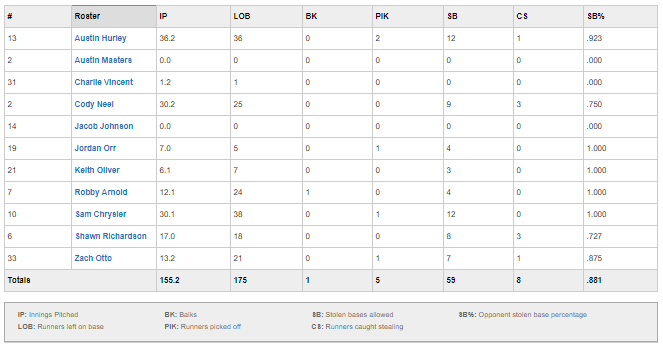 # Roster IP LOB BK PIK SB CS SB%
13 Austin Hurley 36.2 36 0 2 12 1 .923
2 Austin Masters 0.0 0 0 0 0 0 .000
31 Charlie Vincent 1.2 1 0 0 0 0 .000
2 Cody Neel 30.2 25 0 0 9 3 .750
14 Jacob Johnson 0.0 0 0 0 0 0 .000
19 Jordan Orr 7.0 5 0 1 4 0 1.000
21 Keith Oliver 6.1 7 0 0 3 0 1.000
7 Robby Arnold 12.1 24 1 0 4 0 1.000
10 Sam Chrysler 30.1 38 0 1 12 0 1.000
6 Shawn Richardson 17.0 18 0 0 8 3 .727
33 Zach Otto 13.2 21 0 1 7 1 .875
Totals 155.2 175 1 5 59 8 .881
IP: Innings Pitched BK: Balks SB: Stolen bases allowed SB%: Opponent stolen base percentage
LOB: Runners left on base PIK: Runners picked off CS: Runners caught stealing